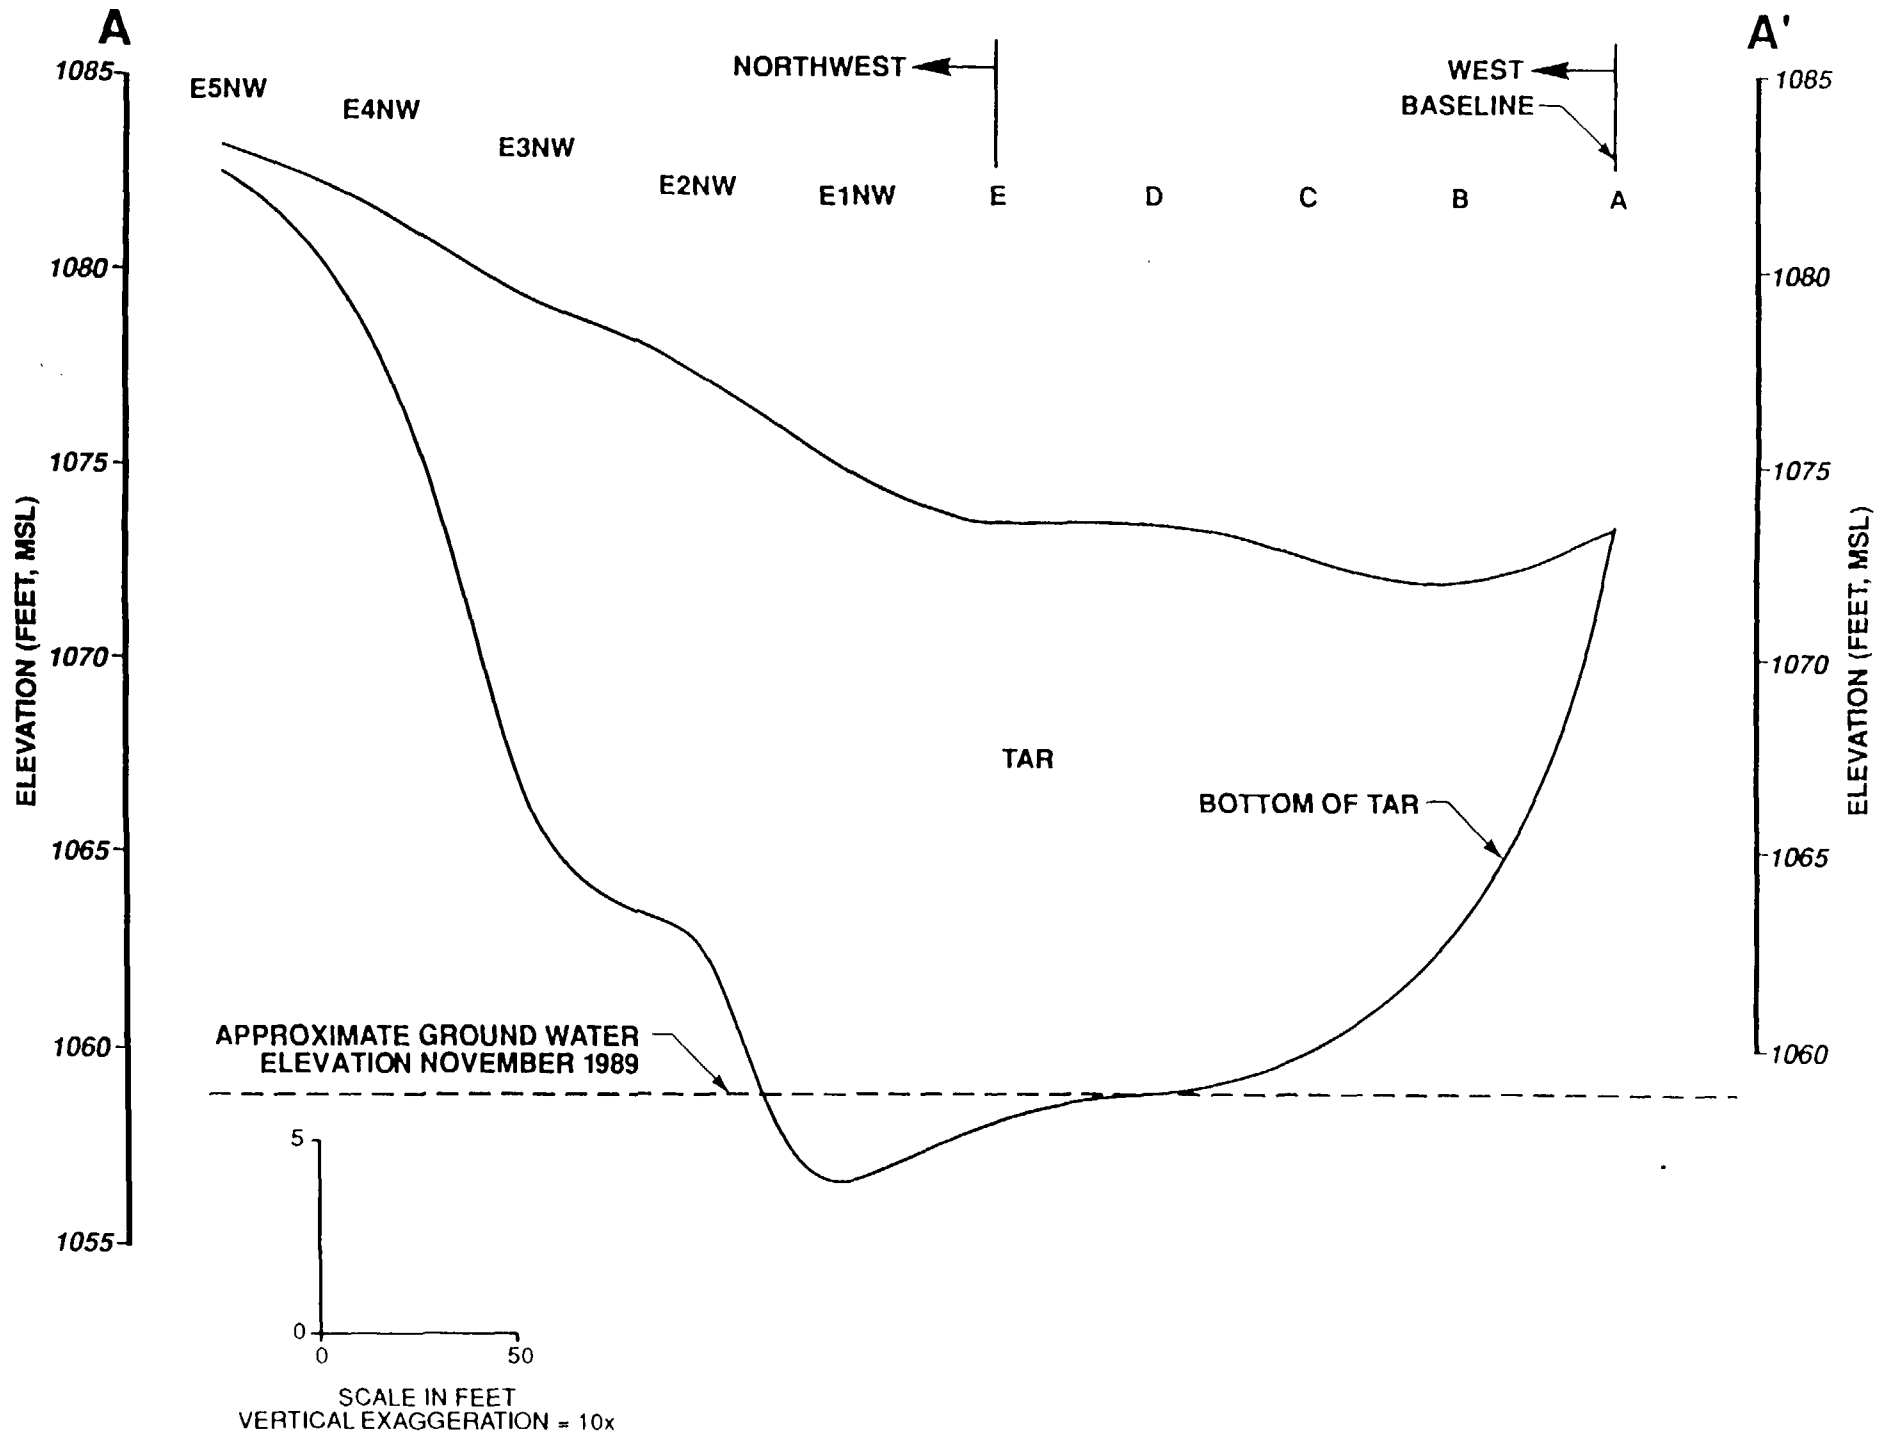 A
A'
1085
1085
E5NW
E4NW
E3NW
E2NW
E1NW
NORTHWEST
WEST
BASELINE
E
D
C
B
A
1080
1080
1075
1075
ELEVATION (FEET, MSL)
ELEVATION (FEET, MSL)
1070
1070
TAR
BOTTOM OF TAR
1065
1065
APPROXIMATE GROUND WATER
ELEVATION NOVEMBER 1989
1060
1060
1055
5
0
0
50
SCALE IN FEET
VERTICAL EXAGGERATION = 10x